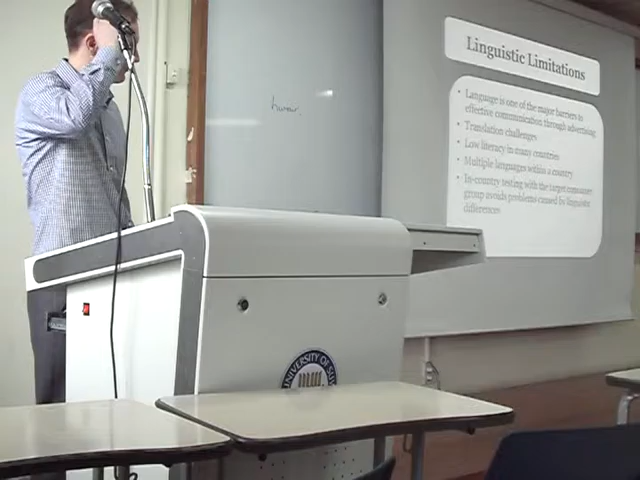 Linguistic Limitations
• Language is one of the major barriers to
effective communication through advertising
• Translation challenges
• Low literacy in many countries
• Multiple languages within a country
• In-country testing with the target consumer
group avoids problems caused by linguistic
differences
humor
UNIVERSITY OF